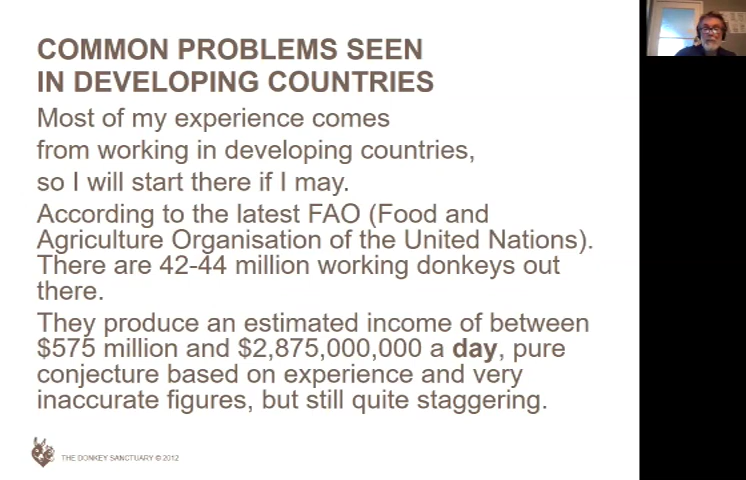 COMMON PROBLEMS SEEN
IN DEVELOPING COUNTRIES
Most of my experience comes
from working in developing countries,
so I will start there if I may.
According to the latest FAO (Food and
Agriculture Organisation of the United Nations).
There are 42-44 million working donkeys out
there.
They produce an estimated income of between
$575 million and $2,875,000,000 a day, pure
conjecture based on experience and very
inaccurate figures, but still quite staggering.
THE DONKEY SANCTUARY © 2012